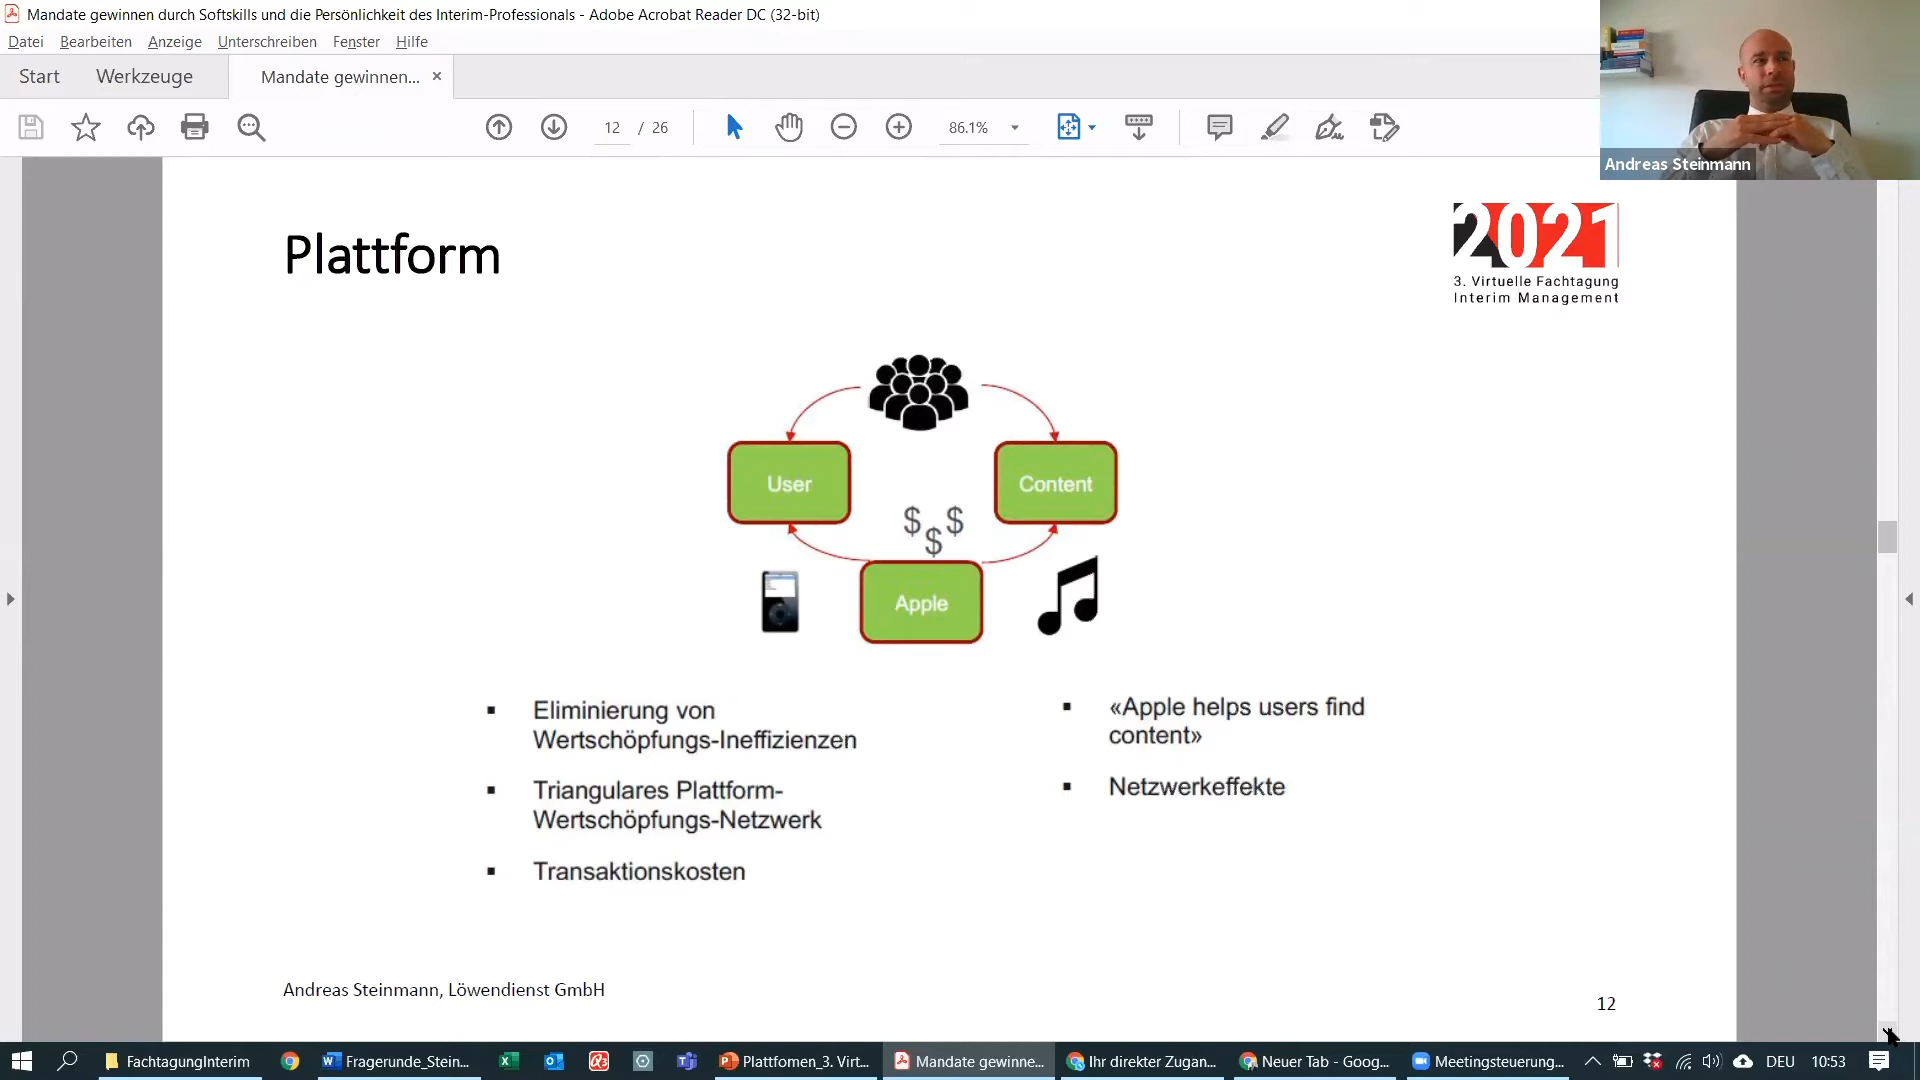 Mandate gewinnen durch Softskills und die Persönlichkeit des Interim-Professionals - Adobe Acrobat Reader DC (32-bit)
Datei Bearbeiten Anzeige Unterschreiben Fenster Hilfe
Start Werkzeuge Mandate gewinnen... ×
12 / 26 86.1%
Andreas Steinmann
Plattform
2021
3. Virtuelle Fachtagung
Interim Management
User
Content
$ $ $
Apple
▪ Eliminierung von
Wertschöpfungs-Ineffizienzen
▪ Triangulares Plattform-
Wertschöpfungs-Netzwerk
▪ Transaktionskosten
▪ «Apple helps users find
content»
▪ Netzwerkeffekte
Andreas Steinmann, Löwendienst GmbH
12
FachtagungInterim Fragerunde_Stein... Plattfomen_3. Virt... Mandate gewinne... Ihr direkter Zugan... Neuer Tab - Goog... Meetingsteuerung... DEU 10:53